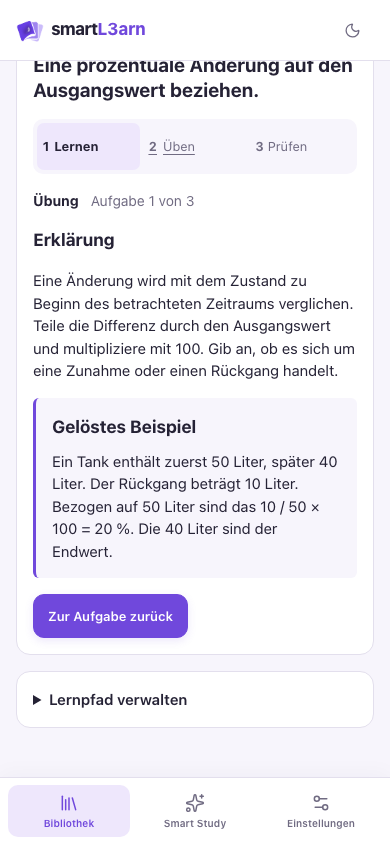 smartL3arn
Eine prozentuale Änderung auf den
Ausgangswert beziehen.
1 Lernen
2 Üben
3 Prüfen
Übung Aufgabe 1 von 3
Erklärung
Eine Änderung wird mit dem Zustand zu
Beginn des betrachteten Zeitraums verglichen.
Teile die Differenz durch den Ausgangswert
und multipliziere mit 100. Gib an, ob es sich um
eine Zunahme oder einen Rückgang handelt.
Gelöstes Beispiel
Ein Tank enthält zuerst 50 Liter, später 40
Liter. Der Rückgang beträgt 10 Liter.
Bezogen auf 50 Liter sind das 10 / 50 ×
100 = 20 %. Die 40 Liter sind der
Endwert.
Zur Aufgabe zurück
Lernpfad verwalten
Bibliothek
Smart Study
Einstellungen